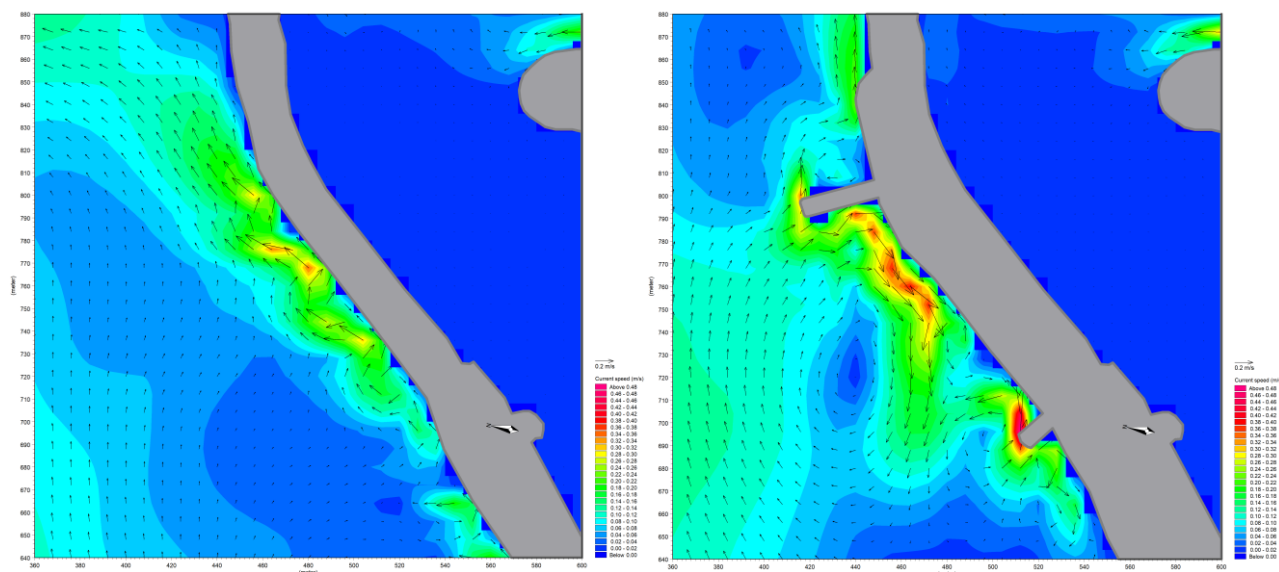 880
870
860
850
840
830
820
810
800
790
780
770
760
(meter)
750
740
730
720
710
700
690
680
670
660
650
640
360
380
400
420
440
460
480
500
520
540
560
580
600
(meter)
N
0.2 m/s
Current speed (m/s)
Above 0.48
0.46 - 0.48
0.44 - 0.46
0.42 - 0.44
0.40 - 0.42
0.38 - 0.40
0.36 - 0.38
0.34 - 0.36
0.32 - 0.34
0.30 - 0.32
0.28 - 0.30
0.26 - 0.28
0.24 - 0.26
0.22 - 0.24
0.20 - 0.22
0.18 - 0.20
0.16 - 0.18
0.14 - 0.16
0.12 - 0.14
0.10 - 0.12
0.08 - 0.10
0.06 - 0.08
0.04 - 0.06
0.02 - 0.04
0.00 - 0.02
Below 0.00
880
870
860
850
840
830
820
810
800
790
780
770
760
(meter)
750
740
730
720
710
700
690
680
670
660
650
640
360
380
400
420
440
460
480
500
520
540
560
580
600
N
0.2 m/s
Current speed (m/s
Above 0.48
0.46 - 0.48
0.44 - 0.46
0.42 - 0.44
0.40 - 0.42
0.38 - 0.40
0.36 - 0.38
0.34 - 0.36
0.32 - 0.34
0.30 - 0.32
0.28 - 0.30
0.26 - 0.28
0.24 - 0.26
0.22 - 0.24
0.20 - 0.22
0.18 - 0.20
0.16 - 0.18
0.14 - 0.16
0.12 - 0.14
0.10 - 0.12
0.08 - 0.10
0.06 - 0.08
0.04 - 0.06
0.02 - 0.04
0.00 - 0.02
Below 0.00